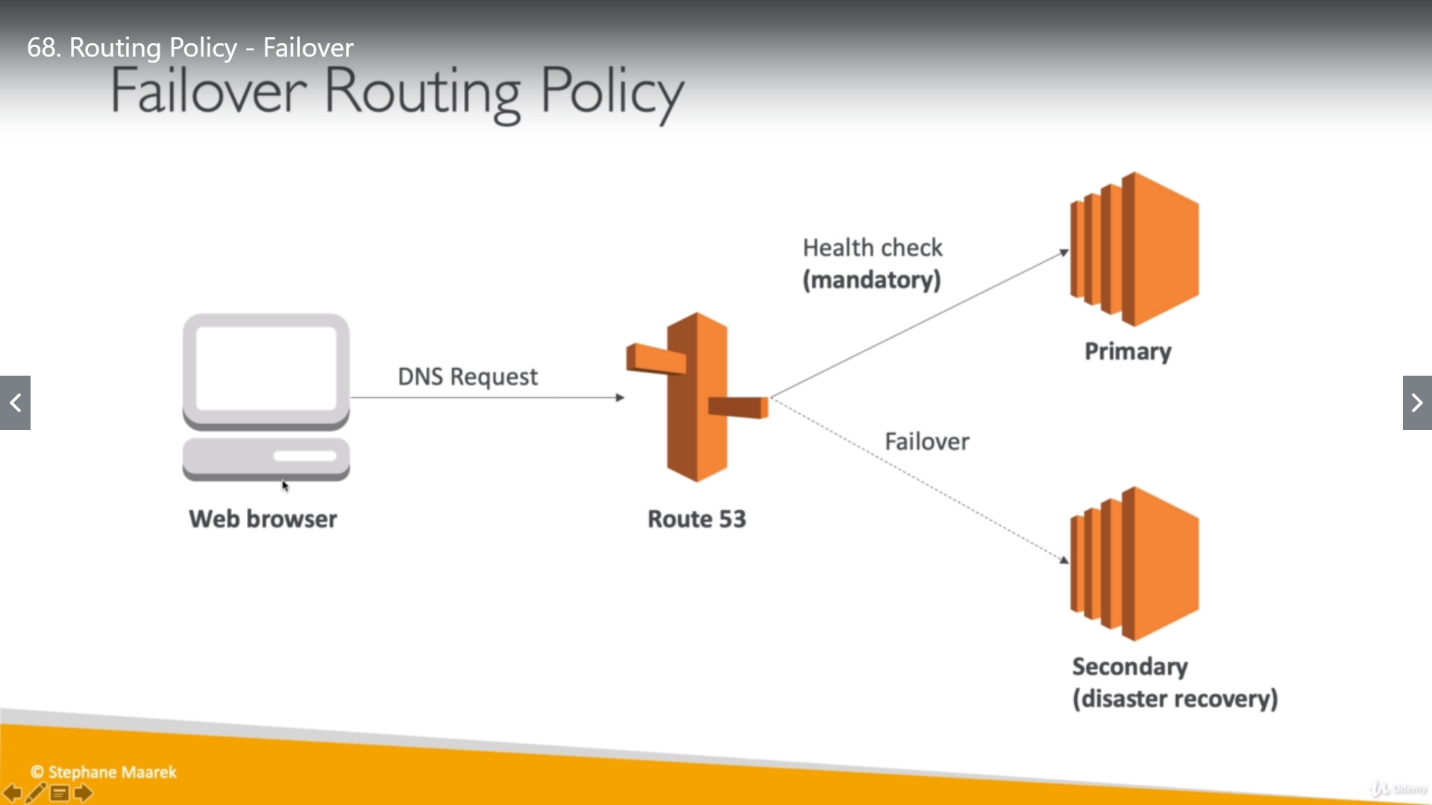 68. Routing Policy - Failover
Failover Routing Policy
Health check
(mandatory)
Primary
DNS Request
Failover
Web browser
Route 53
Secondary
(disaster recovery)
© Stephane Maarek
Udemy